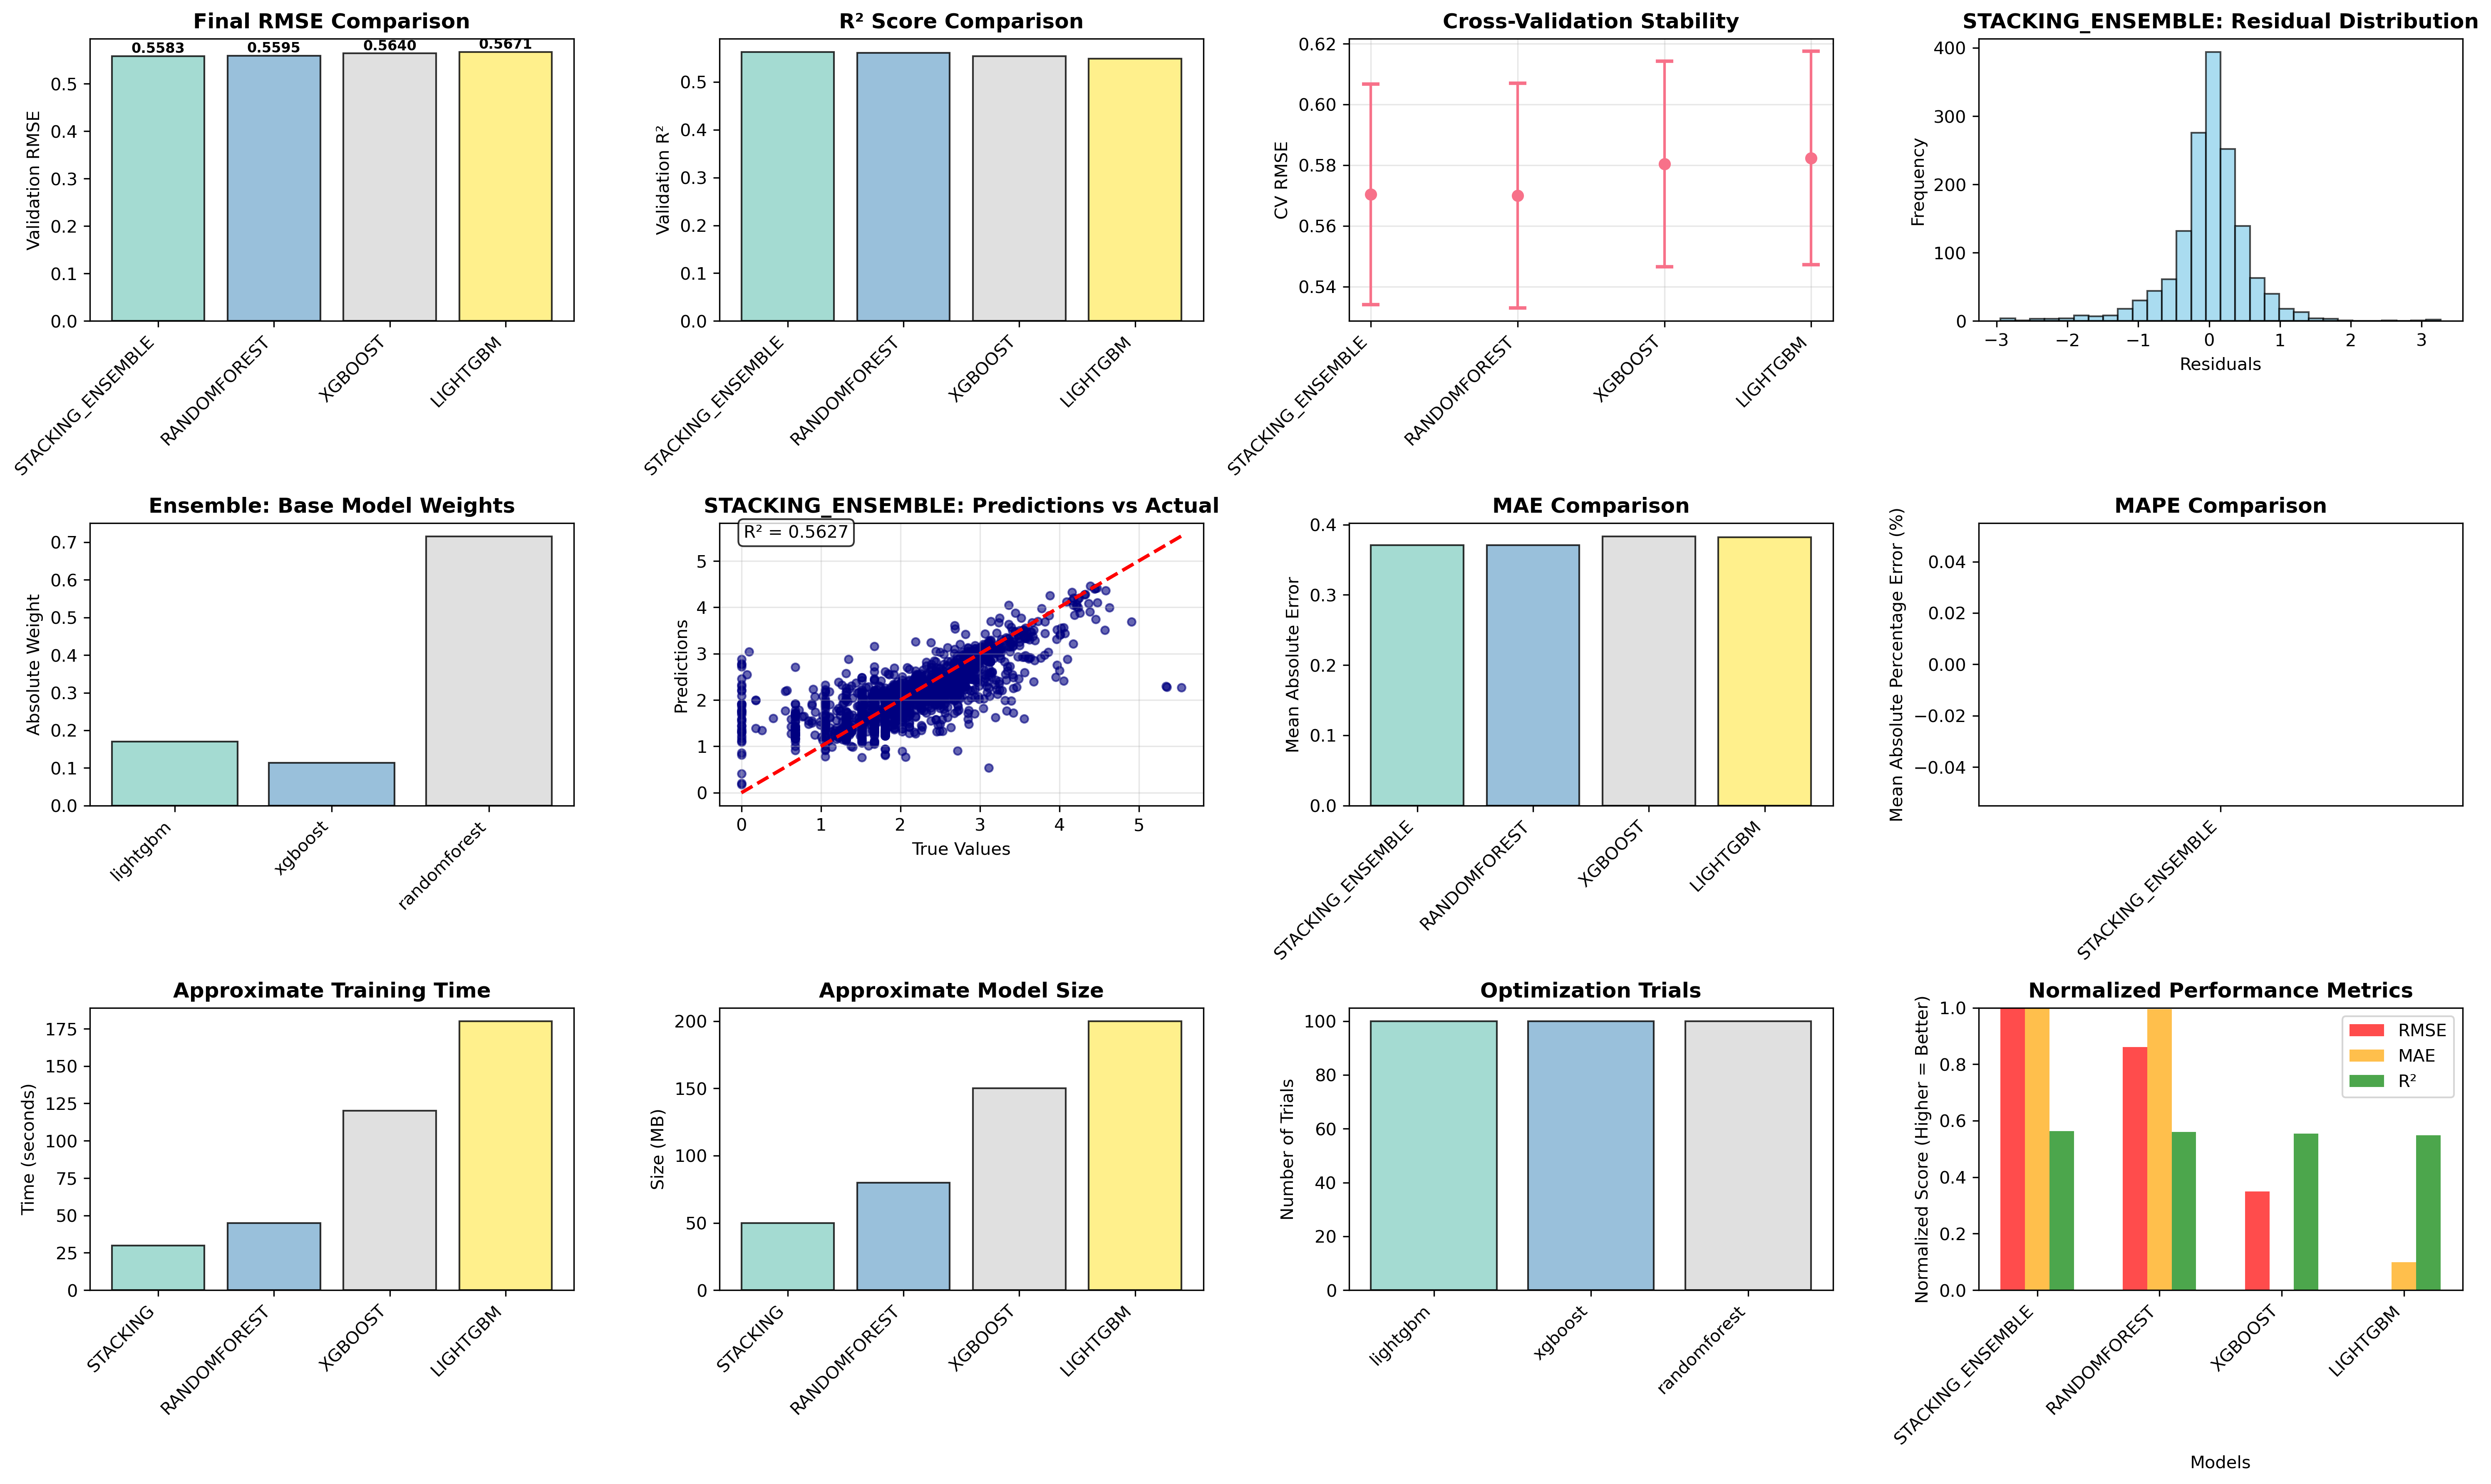 Final RMSE Comparison
Validation RMSE
0.5
0.4
0.3
0.2
0.1
0.0
0.5583
0.5595
0.5640
0.5671
STACKING_ENSEMBLE
RANDOMFOREST
XGBOOST
LIGHTGBM
R² Score Comparison
Validation R²
0.5
0.4
0.3
0.2
0.1
0.0
STACKING_ENSEMBLE
RANDOMFOREST
XGBOOST
LIGHTGBM
Cross-Validation Stability
CV RMSE
0.62
0.60
0.58
0.56
0.54
STACKING_ENSEMBLE
RANDOMFOREST
XGBOOST
LIGHTGBM
STACKING_ENSEMBLE: Residual Distribution
Frequency
400
300
200
100
0
−3
−2
−1
0
1
2
3
Residuals
Ensemble: Base Model Weights
Absolute Weight
0.7
0.6
0.5
0.4
0.3
0.2
0.1
0.0
lightgbm
xgboost
randomforest
STACKING_ENSEMBLE: Predictions vs Actual
R² = 0.5627
Predictions
5
4
3
2
1
0
0
1
2
3
4
5
True Values
MAE Comparison
Mean Absolute Error
0.4
0.3
0.2
0.1
0.0
STACKING_ENSEMBLE
RANDOMFOREST
XGBOOST
LIGHTGBM
MAPE Comparison
Mean Absolute Percentage Error (%)
0.04
0.02
0.00
−0.02
−0.04
STACKING_ENSEMBLE
Approximate Training Time
Time (seconds)
175
150
125
100
75
50
25
0
STACKING
RANDOMFOREST
XGBOOST
LIGHTGBM
Approximate Model Size
Size (MB)
200
150
100
50
0
STACKING
RANDOMFOREST
XGBOOST
LIGHTGBM
Optimization Trials
Number of Trials
100
80
60
40
20
0
lightgbm
xgboost
randomforest
Normalized Performance Metrics
Normalized Score (Higher = Better)
1.0
0.8
0.6
0.4
0.2
0.0
RMSE
MAE
R²
STACKING_ENSEMBLE
RANDOMFOREST
XGBOOST
LIGHTGBM
Models